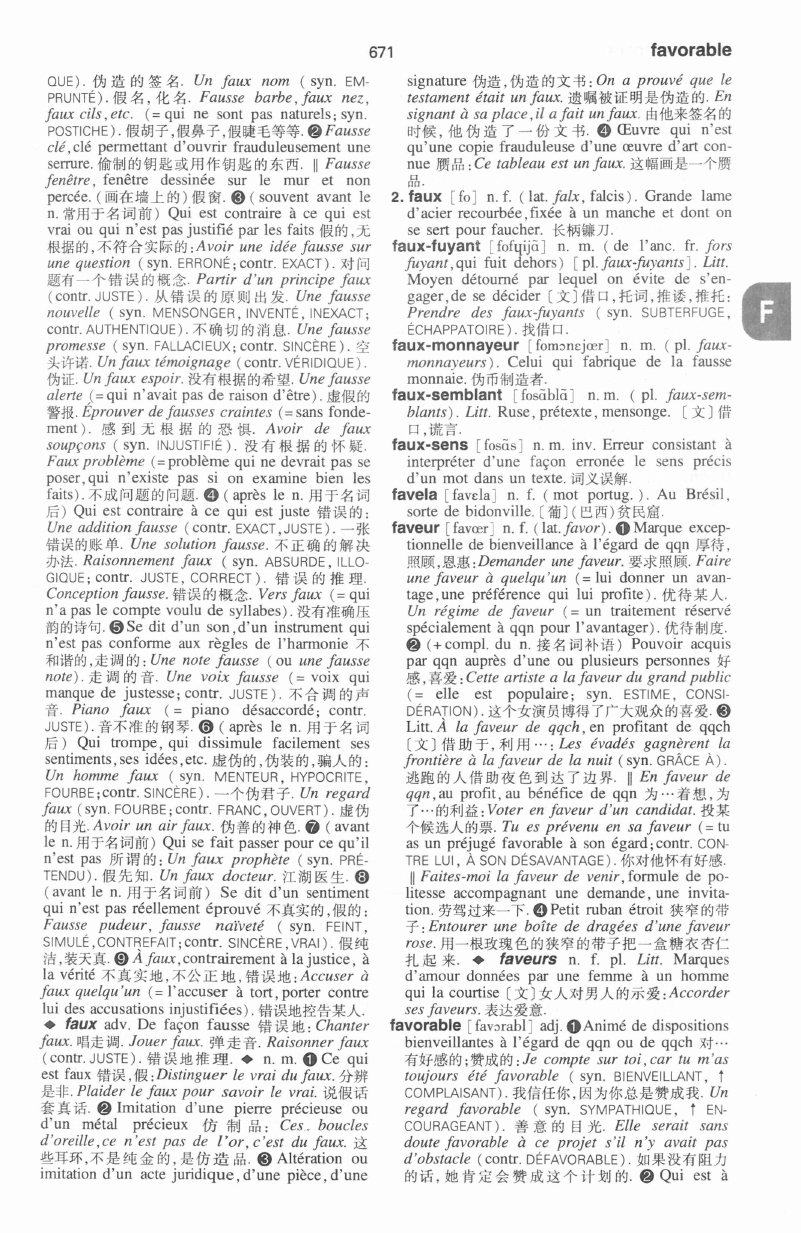 671
favorable
QUE). 伪造的签名. Un faux nom (syn. EM-
PRUNTÉ). 假名, 化名. Fausse barbe, faux nez,
faux cils, etc. (= qui ne sont pas naturels; syn.
POSTICHE). 假胡子,假鼻子,假睫毛等等. ❷ Fausse
clé, clé permettant d'ouvrir frauduleusement une
serrure. 偷制的钥匙或用作钥匙的东西. ‖ Fausse
fenêtre, fenêtre dessinée sur le mur et non
percée. (画在墙上的) 假窗. ❸ (souvent avant le
n. 常用于名词前) Qui est contraire à ce qui est
vrai ou qui n'est pas justifié par les faits 假的,无
根据的,不符合实际的: Avoir une idée fausse sur
une question (syn. ERRONÉ; contr. EXACT). 对问
题有一个错误的概念. Partir d'un principe faux
(contr. JUSTE). 从错误的原则出发. Une fausse
nouvelle (syn. MENSONGER, INVENTÉ, INEXACT;
contr. AUTHENTIQUE). 不确切的消息. Une fausse
promesse (syn. FALLACIEUX; contr. SINCÈRE). 空
头许诺. Un faux témoignage (contr. VÉRIDIQUE).
伪证. Un faux espoir. 没有根据的希望. Une fausse
alerte (= qui n'avait pas de raison d'être). 虚假的
警报. Éprouver de fausses craintes (= sans fonde-
ment). 感到无根据的恐惧. Avoir de faux
soupçons (syn. INJUSTIFIÉ). 没有根据的怀疑.
Faux problème (= problème qui ne devrait pas se
poser, qui n'existe pas si on examine bien les
faits). 不成问题的问题. ❹ (après le n. 用于名词
后) Qui est contraire à ce qui est juste 错误的:
Une addition fausse (contr. EXACT, JUSTE). 一张
错误的账单. Une solution fausse. 不正确的解决
办法. Raisonnement faux (syn. ABSURDE, ILLO-
GIQUE; contr. JUSTE, CORRECT). 错误的推理.
Conception fausse. 错误的概念. Vers faux (= qui
n'a pas le compte voulu de syllabes). 没有准确压
韵的诗句. ❺ Se dit d'un son, d'un instrument qui
n'est pas conforme aux règles de l'harmonie 不
和谐的,走调的: Une note fausse (ou une fausse
note). 走调的音. Une voix fausse (= voix qui
manque de justesse; contr. JUSTE). 不合调的声
音. Piano faux (= piano désaccordé; contr.
JUSTE). 音不准的钢琴. ❻ (après le n. 用于名词
后) Qui trompe, qui dissimule facilement ses
sentiments, ses idées, etc. 虚伪的,伪装的,骗人的:
Un homme faux (syn. MENTEUR, HYPOCRITE,
FOURBE; contr. SINCÈRE). 一个伪君子. Un regard
faux (syn. FOURBE; contr. FRANC, OUVERT). 虚伪
的目光. Avoir un air faux. 伪善的神色. ❼ (avant
le n. 用于名词前) Qui se fait passer pour ce qu'il
n'est pas 所谓的: Un faux prophète (syn. PRÉ-
TENDU). 假先知. Un faux docteur. 江湖医生. ❽
(avant le n. 用于名词前) Se dit d'un sentiment
qui n'est pas réellement éprouvé 不真实的,假的:
Fausse pudeur, fausse naïveté (syn. FEINT,
SIMULÉ, CONTREFAIT; contr. SINCÈRE, VRAI). 假纯
洁,装天真. ❾ À faux, contrairement à la justice, à
la vérité 不真实地,不公正地,错误地: Accuser à
faux quelqu'un (= l'accuser à tort, porter contre
lui des accusations injustifiées). 错误地控告某人.
◆ faux adv. De façon fausse 错误地: Chanter
faux. 唱走调. Jouer faux. 弹走音. Raisonner faux
(contr. JUSTE). 错误地推理. ◆ n. m. ❶ Ce qui
est faux 错误,假: Distinguer le vrai du faux. 分辨
是非. Plaider le faux pour savoir le vrai. 说假话
套真话. ❷ Imitation d'une pierre précieuse ou
d'un métal précieux 仿制品: Ces boucles
d'oreille, ce n'est pas de l'or, c'est du faux. 这
些耳环,不是纯金的,是仿造品. ❸ Altération ou
imitation d'un acte juridique, d'une pièce, d'une
signature 伪造,伪造的文书: On a prouvé que le
testament était un faux. 遗嘱被证明是伪造的. En
signant à sa place, il a fait un faux. 由他来签名的
时候, 他伪造了一份文书. ❹ Œuvre qui n'est
qu'une copie frauduleuse d'une œuvre d'art con-
nue 赝品: Ce tableau est un faux. 这幅画是一个赝
品.
2. faux [fo] n. f. (lat. falx, falcis). Grande lame
d'acier recourbée, fixée à un manche et dont on
se sert pour faucher. 长柄镰刀.
faux-fuyant [fofɥijɑ̃] n. m. (de l'anc. fr. fors
fuyant, qui fuit dehors) [pl. faux-fuyants]. Litt.
Moyen détourné par lequel on évite de s'en-
gager, de se décider [文]借口,托词,推诿,推托:
Prendre des faux-fuyants (syn. SUBTERFUGE,
ÉCHAPPATOIRE). 找借口.
F
faux-monnayeur [fomɔnɛjœr] n. m. (pl. faux-
monnayeurs). Celui qui fabrique de la fausse
monnaie. 伪币制造者.
faux-semblant [fosɑ̃blɑ̃] n. m. (pl. faux-sem-
blants). Litt. Ruse, prétexte, mensonge. [文]借
口,谎言.
faux-sens [fosɑ̃s] n. m. inv. Erreur consistant à
interpréter d'une façon erronée le sens précis
d'un mot dans un texte. 词义误解.
favela [favɛla] n. f. (mot portug.). Au Brésil,
sorte de bidonville. [葡](巴西)贫民窟.
faveur [favœr] n. f. (lat. favor). ❶ Marque excep-
tionnelle de bienveillance à l'égard de qqn 厚待,
照顾,恩惠: Demander une faveur. 要求照顾. Faire
une faveur à quelqu'un (= lui donner un avan-
tage, une préférence qui lui profite). 优待某人.
Un régime de faveur (= un traitement réservé
spécialement à qqn pour l'avantager). 优待制度.
❷ (+ compl. du n. 接名词补语) Pouvoir acquis
par qqn auprès d'une ou plusieurs personnes 好
感,喜爱: Cette artiste a la faveur du grand public
(= elle est populaire; syn. ESTIME, CONSI-
DÉRATION). 这个女演员博得了广大观众的喜爱. ❸
Litt. À la faveur de qqch, en profitant de qqch
[文] 借助于, 利用…: Les évadés gagnèrent la
frontière à la faveur de la nuit (syn. GRÂCE À).
逃跑的人借助夜色到达了边界. ‖ En faveur de
qqn, au profit, au bénéfice de qqn 为…着想,为
了…的利益: Voter en faveur d'un candidat. 投某
个候选人的票. Tu es prévenu en sa faveur (= tu
as un préjugé favorable à son égard; contr. CON-
TRE LUI, À SON DÉSAVANTAGE). 你对他怀有好感.
‖ Faites-moi la faveur de venir, formule de po-
litesse accompagnant une demande, une invita-
tion. 劳驾过来一下. ❹ Petit ruban étroit 狭窄的带
子: Entourer une boîte de dragées d'une faveur
rose. 用一根玫瑰色的狭窄的带子把一盒糖衣杏仁
扎起来. ◆ faveurs n. f. pl. Litt. Marques
d'amour données par une femme à un homme
qui la courtise [文]女人对男人的示爱: Accorder
ses faveurs. 表达爱意.
favorable [favɔrabl] adj. ❶ Animé de dispositions
bienveillantes à l'égard de qqn ou de qqch 对…
有好感的;赞成的: Je compte sur toi, car tu m'as
toujours été favorable (syn. BIENVEILLANT, ↑
COMPLAISANT). 我信任你,因为你总是赞成我. Un
regard favorable (syn. SYMPATHIQUE, ↑ EN-
COURAGEANT). 善意的目光. Elle serait sans
doute favorable à ce projet s'il n'y avait pas
d'obstacle (contr. DÉFAVORABLE). 如果没有阻力
的话, 她肯定会赞成这个计划的. ❷ Qui est à